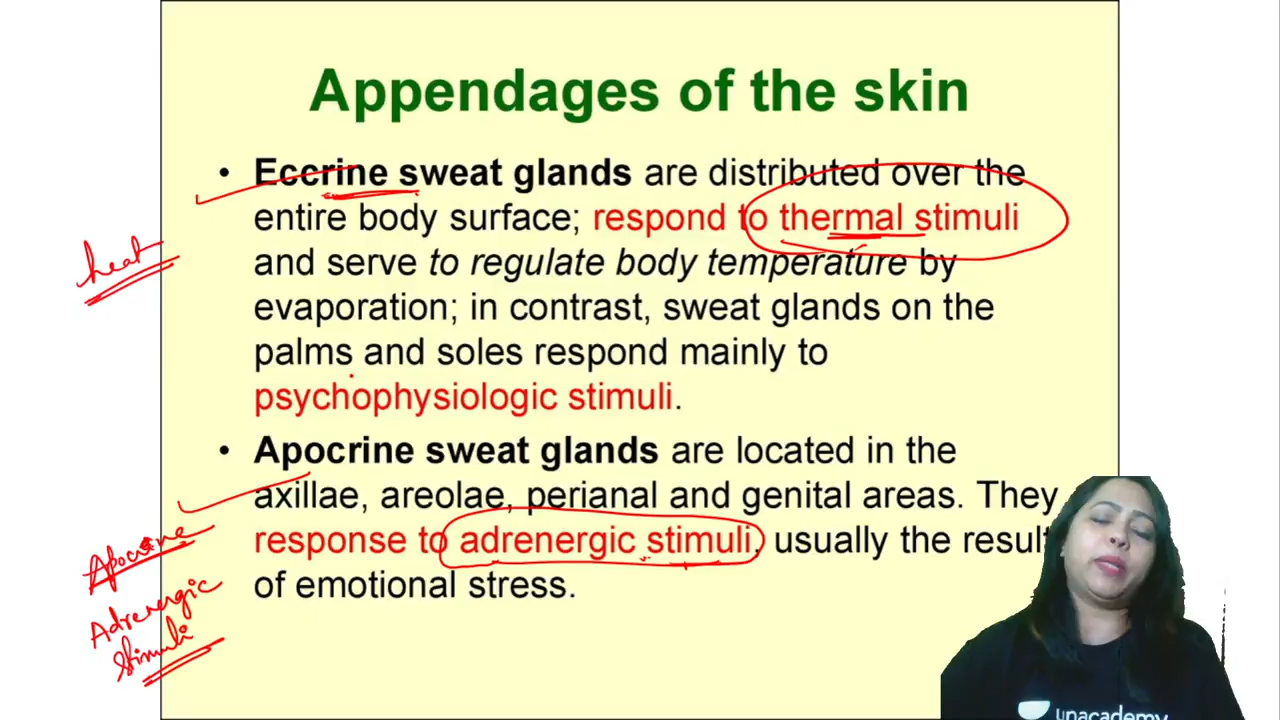 Appendages of the skin
• Eccrine sweat glands are distributed over the
entire body surface; respond to thermal stimuli
and serve to regulate body temperature by
evaporation; in contrast, sweat glands on the
palms and soles respond mainly to
psychophysiologic stimuli.
• Apocrine sweat glands are located in the
axillae, areolae, perianal and genital areas. They
response to adrenergic stimuli, usually the result
of emotional stress.
heat
Apocrine
Adrenergic
stimuli
unacademy